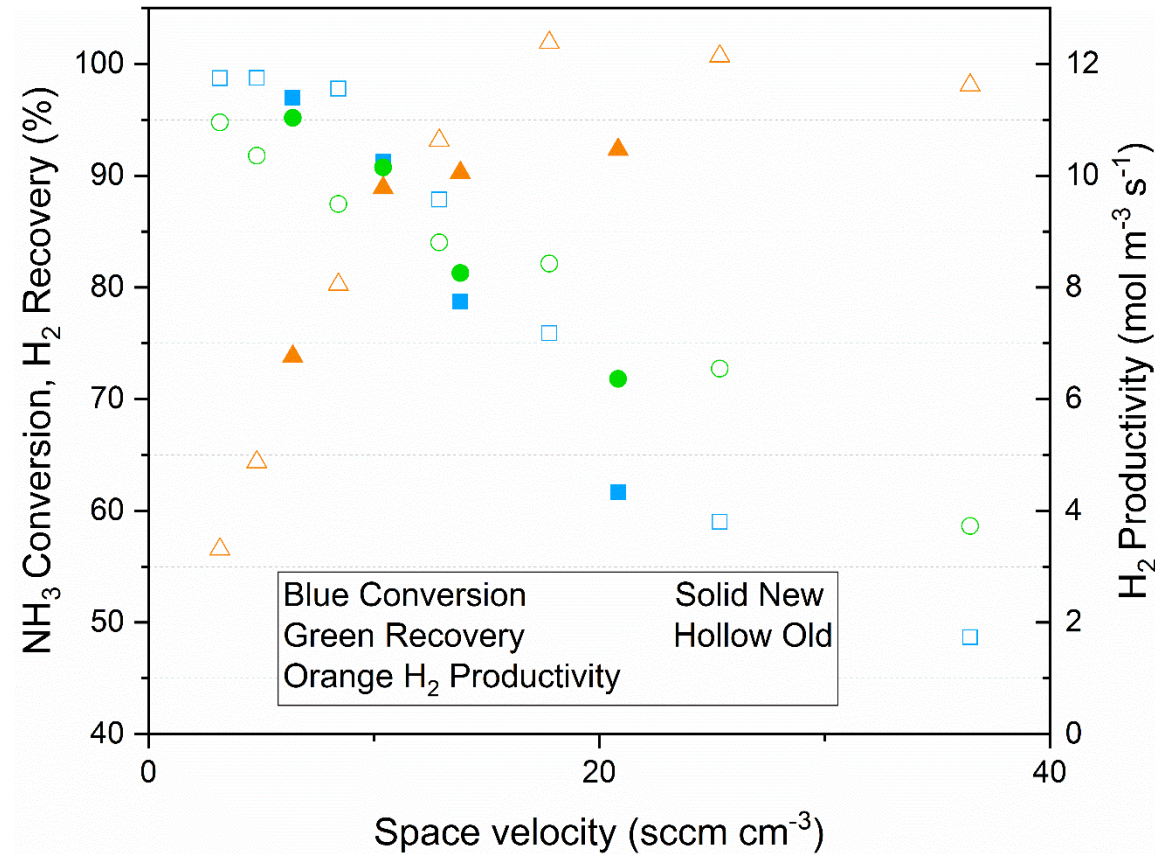 NH3 Conversion, H2 Recovery (%)
100
90
80
70
60
50
40
12
10
8
6
4
2
0
H2 Productivity (mol m-3 s-1)
Blue Conversion Solid New
Green Recovery Hollow Old
Orange H2 Productivity
0 20 40
Space velocity (sccm cm-3)